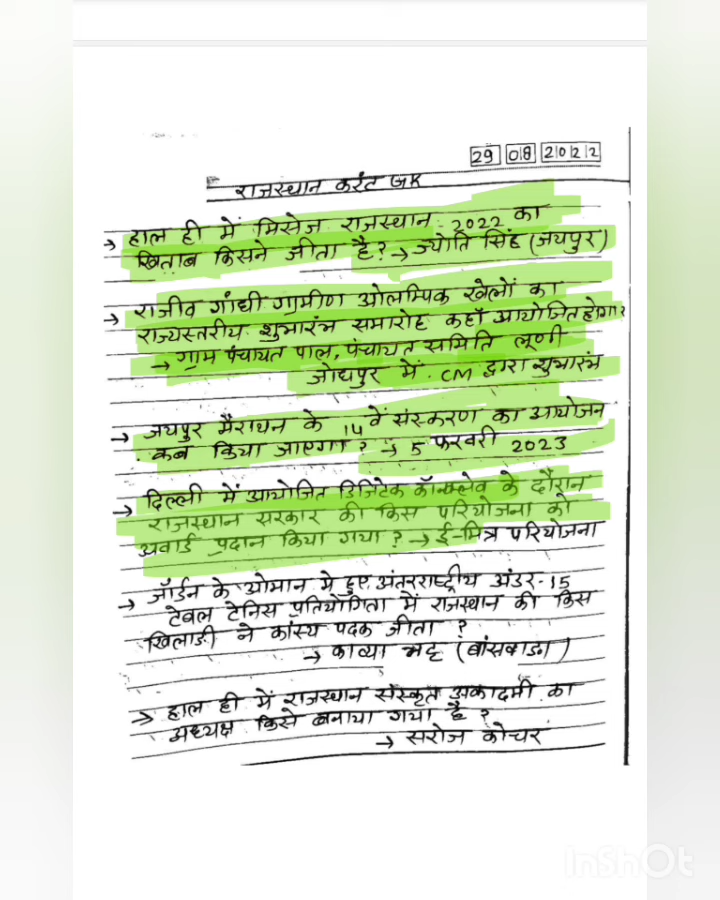 29 08 2022
राजस्थान करंट GK
→ हाल ही में मिसेज राजस्थान - 2022 का
खिताब किसने जीता है? → ज्योति सिंह (जयपुर)
→ राजीव गांधी ग्रामीण ओलम्पिक खेलों का
राज्यस्तरीय शुभारंभ समारोह कहाँ आयोजित होगा?
→ ग्राम पंचायत पाल, पंचायत समिति लूणी
जोधपुर में CM द्वारा शुभारंभ
→ जयपुर मैराथन के 14 वें संस्करण का आयोजन
कब किया जाएगा? → 5 फरवरी 2023
→ दिल्ली में आयोजित डिजिटेक कॉन्क्लेव के दौरान
राजस्थान सरकार की किस परियोजना को
अवार्ड प्रदान किया गया? → ई-मित्र परियोजना
→ जॉर्डन के ओमान मे हुए अंतरराष्ट्रीय अंडर-15
टेबल टेनिस प्रतियोगिता में राजस्थान की किस
खिलाडी ने कांस्य पदक जीता ?
→ काव्या भट्ट (बांसवाडा)
→ हाल ही में राजस्थान संस्कृत अकादमी का
अध्यक्ष किसे बनाया गया है ?
→ सरोज कोचर
InShOt